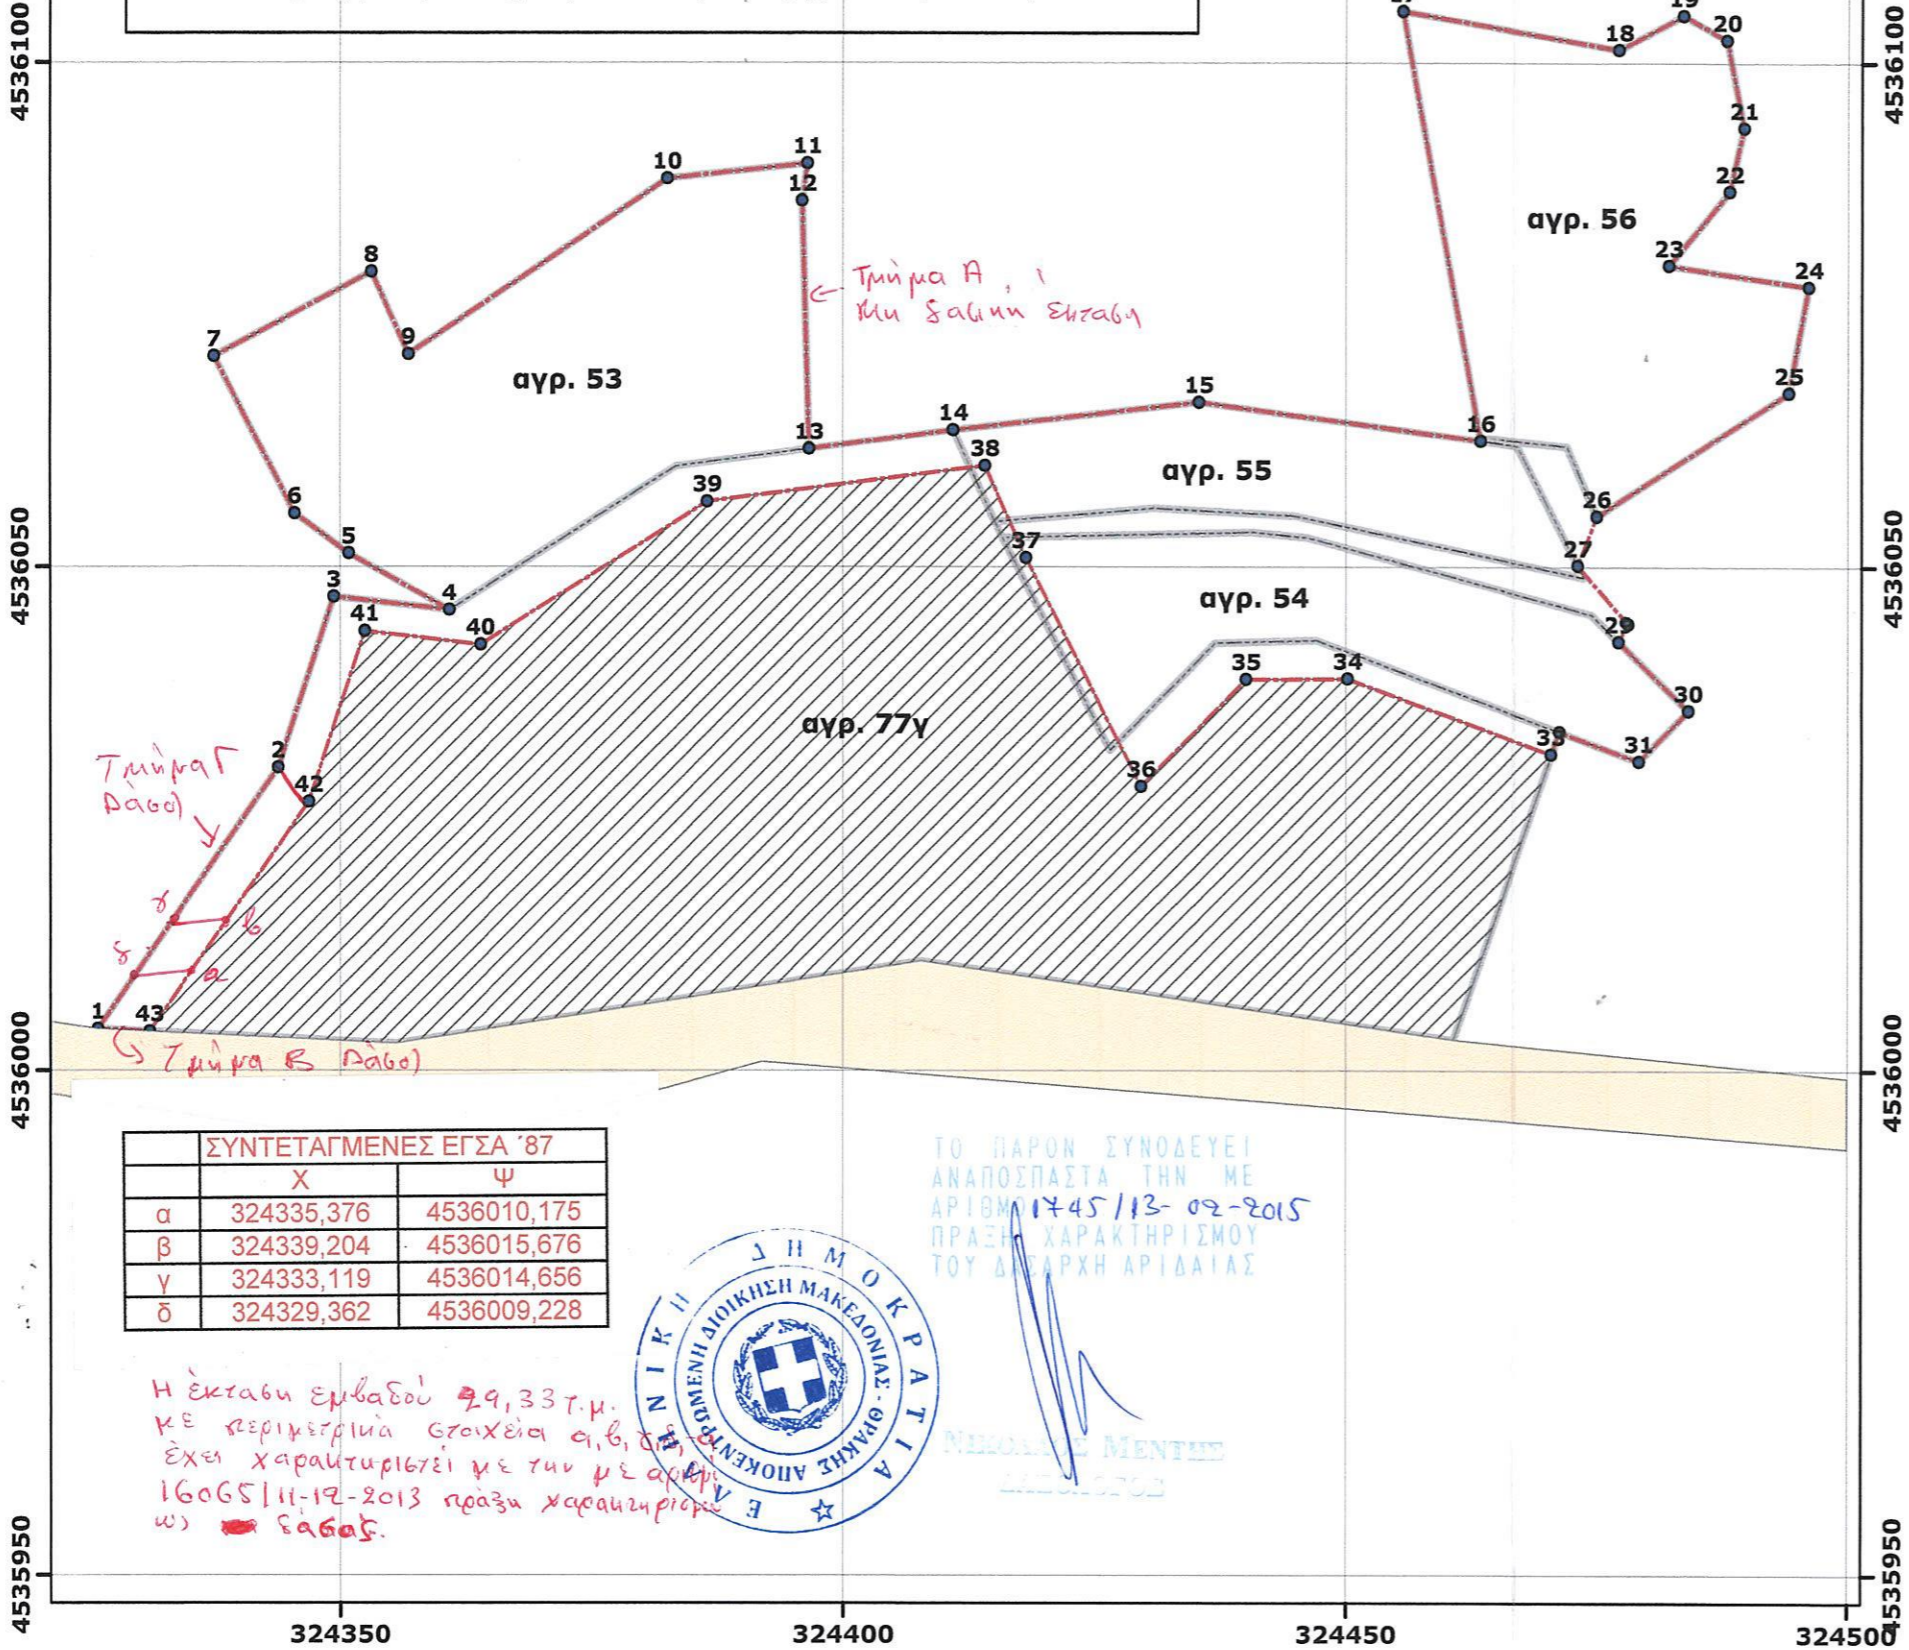 4536100
4536100
19
18
20
21
11
10
12
22
αγρ. 56
8
23
24
Τμήμα Α,
Μη δασική έκταση
7
9
αγρ. 53
25
15
14
13
16
38
αγρ. 55
39
6
26
5
37
27
4536050
4536050
3
4
αγρ. 54
41
40
29
35
34
30
αγρ. 77γ
33
31
2
Τμήμα Γ
Δάσος
42
36
γ
β
δ
α
1
43
Τμήμα Β Δάσος
4536000
4536000
ΣΥΝΤΕΤΑΓΜΕΝΕΣ ΕΓΣΑ ΄87
Χ Ψ
α 324335,376 4536010,175
β 324339,204 4536015,676
γ 324333,119 4536014,656
δ 324329,362 4536009,228
ΤΟ ΠΑΡΟΝ ΣΥΝΟΔΕΥΕΙ
ΑΝΑΠΟΣΠΑΣΤΑ ΤΗΝ ΜΕ
ΑΡΙΘΜΟ 1745/13-02-2015
ΠΡΑΞΗ ΧΑΡΑΚΤΗΡΙΣΜΟΥ
ΤΟΥ ΔΑΣΑΡΧΗ ΑΡΙΔΑΙΑΣ
ΕΛΛΗΝΙΚΗ ΔΗΜΟΚΡΑΤΙΑ
ΑΠΟΚΕΝΤΡΩΜΕΝΗ ΔΙΟΙΚΗΣΗ ΜΑΚΕΔΟΝΙΑΣ - ΘΡΑΚΗΣ
ΝΙΚΟΛΑΟΣ ΜΕΝΤΗΣ
ΔΑΣΟΛΟΓΟΣ
Η έκταση εμβαδού 29,33 τ.μ.
με περιμετρικά στοιχεία α, β, γ, δ, α
έχει χαρακτηριστεί με την με αριθμ
16065/11-12-2013 πράξη χαρακτηρισμού
ως δάσος.
4535950
4535950
324350
324400
324450
324500